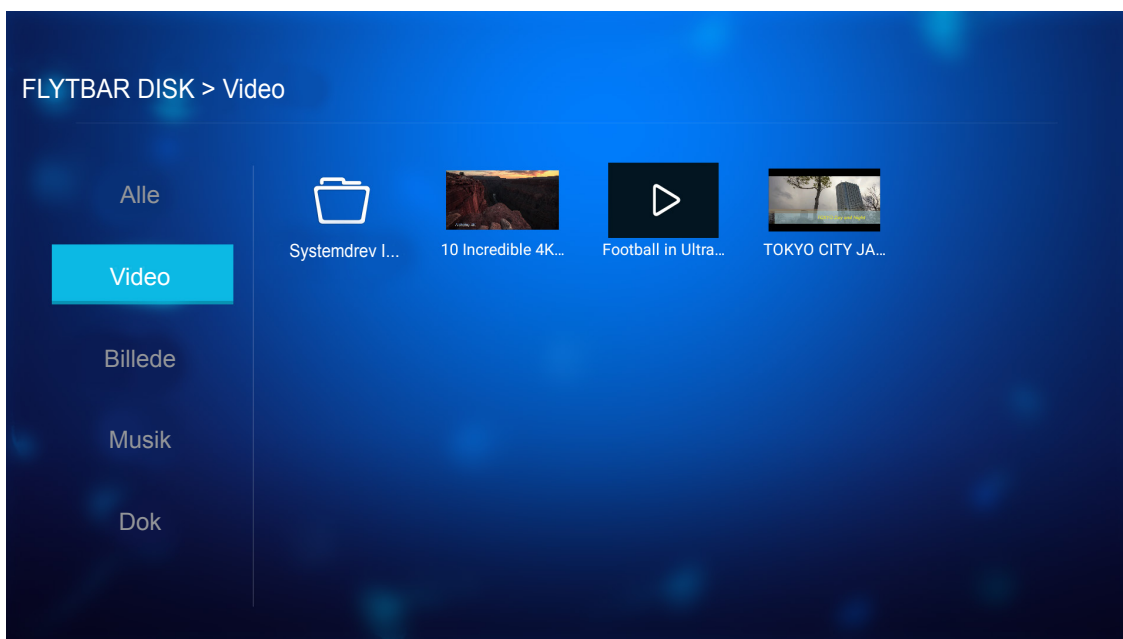 FLYTBAR DISK > Video
Alle
Video
Billede
Musik
Dok
Systemdrev I...
10 Incredible 4K...
Football in Ultra...
TOKYO CITY JA...